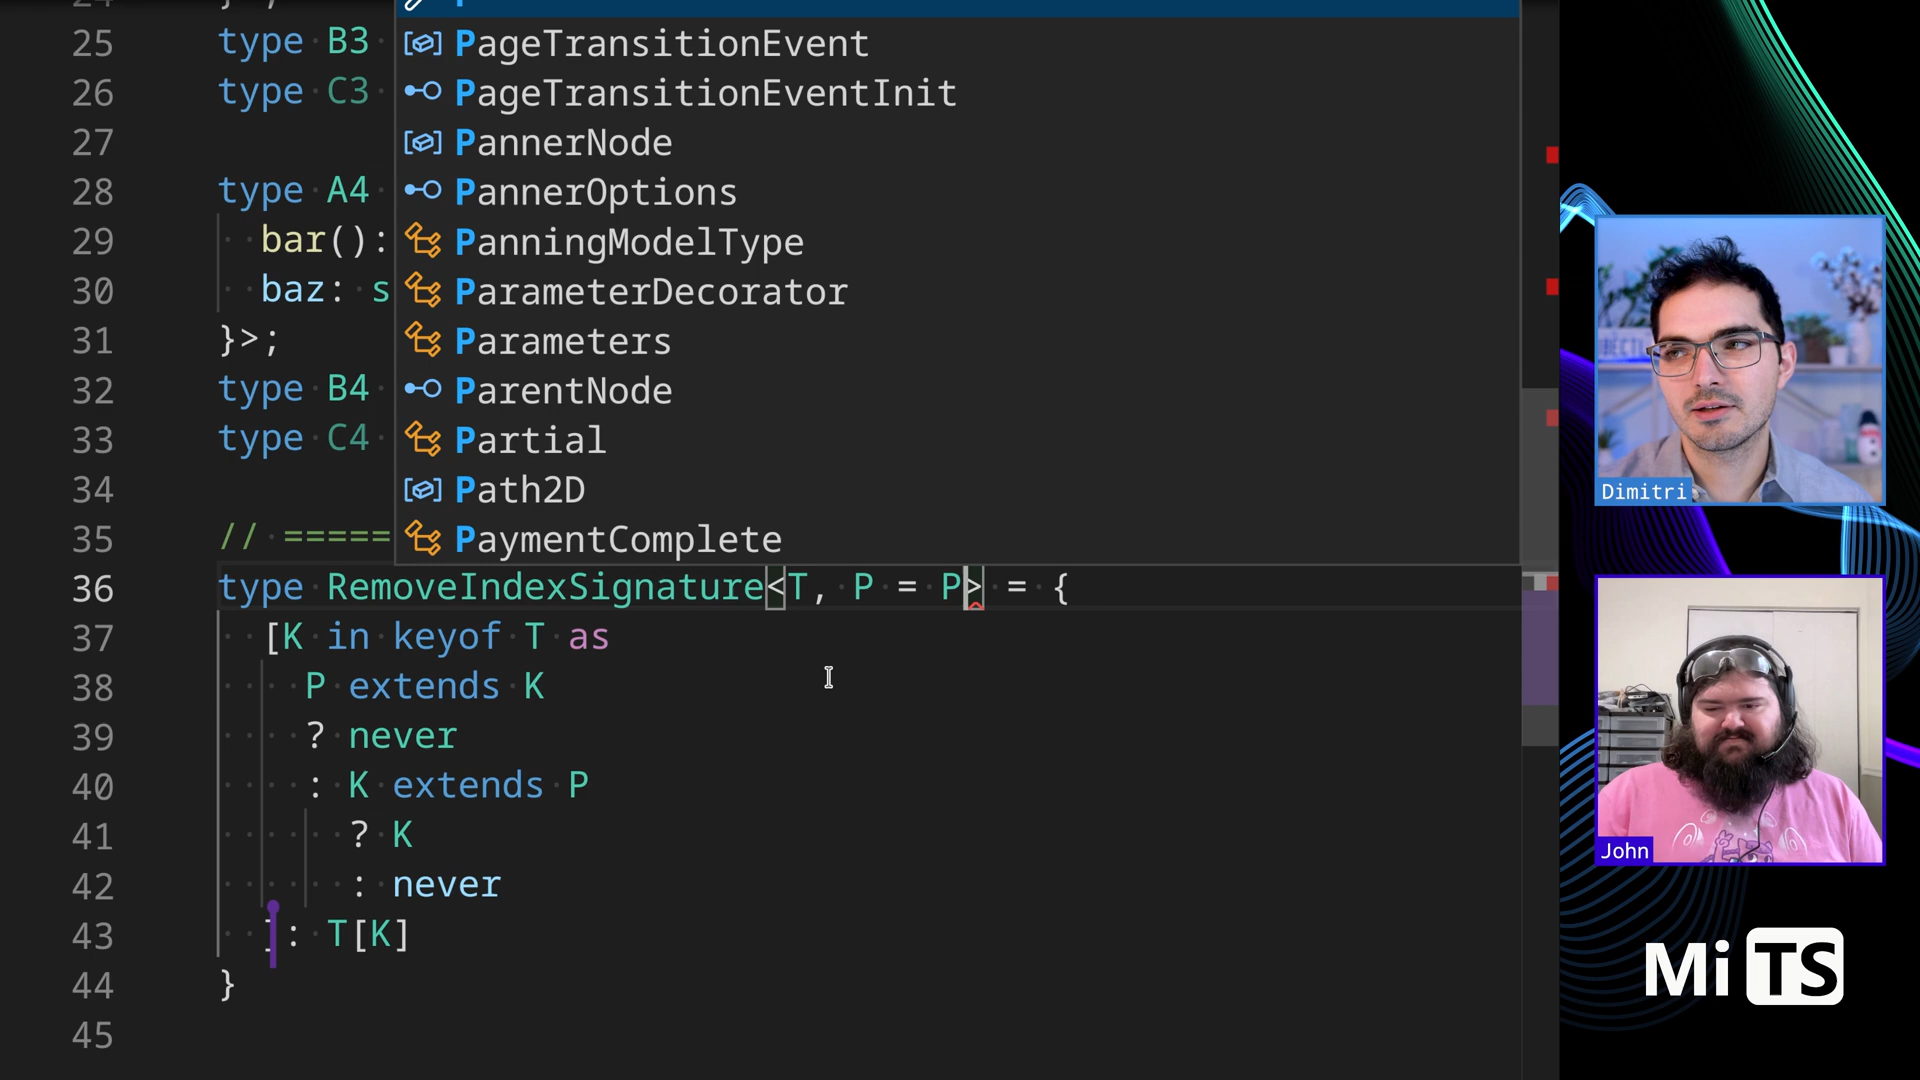 25 type B3
PageTransitionEvent
26 type C3
PageTransitionEventInit
27
PannerNode
28 type A4
PannerOptions
29 bar():
PanningModelType
30 baz: s
ParameterDecorator
31 }>;
Parameters
32 type B4
ParentNode
33 type C4
Partial
34
Path2D
35 // =====
PaymentComplete
36 type RemoveIndexSignature<T, P = P> = {
37 [K in keyof T as
38 P extends K
39 ? never
40 : K extends P
41 ? K
42 : never
43 ]: T[K]
44 }
45
Dimitri
John
Mi TS